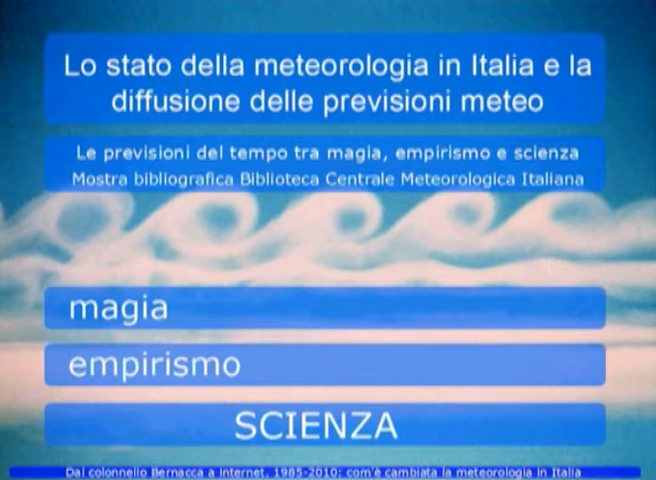 Lo stato della meteorologia in Italia e la
diffusione delle previsioni meteo
Le previsioni del tempo tra magia, empirismo e scienza
Mostra bibliografica Biblioteca Centrale Meteorologica Italiana
magia
empirismo
SCIENZA
Dal colonnello Bernacca a Internet, 1985-2010: com'è cambiata la meteorologia in Italia